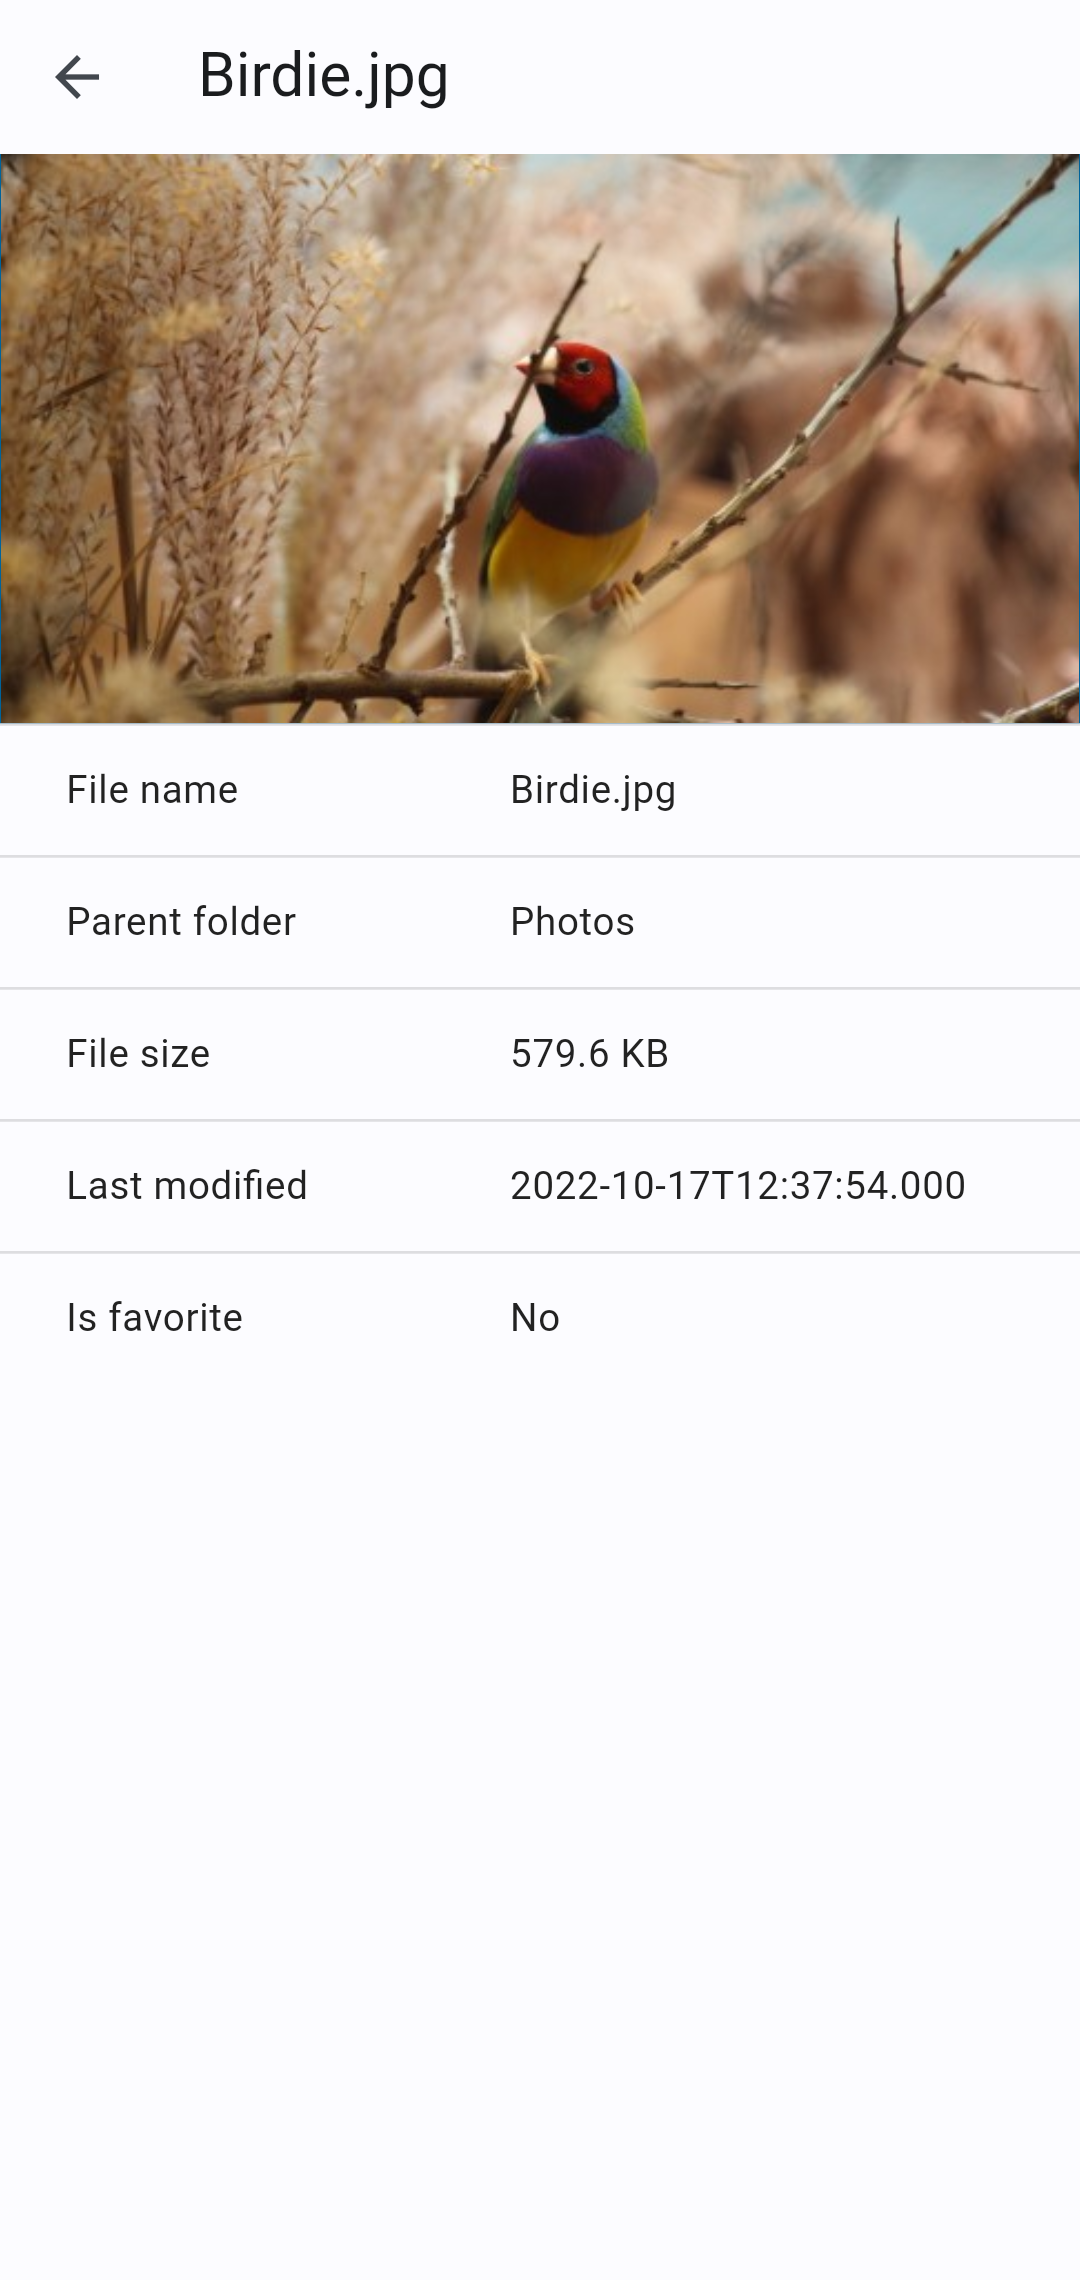 Birdie.jpg
File name Birdie.jpg
Parent folder Photos
File size 579.6 KB
Last modified 2022-10-17T12:37:54.000
Is favorite No